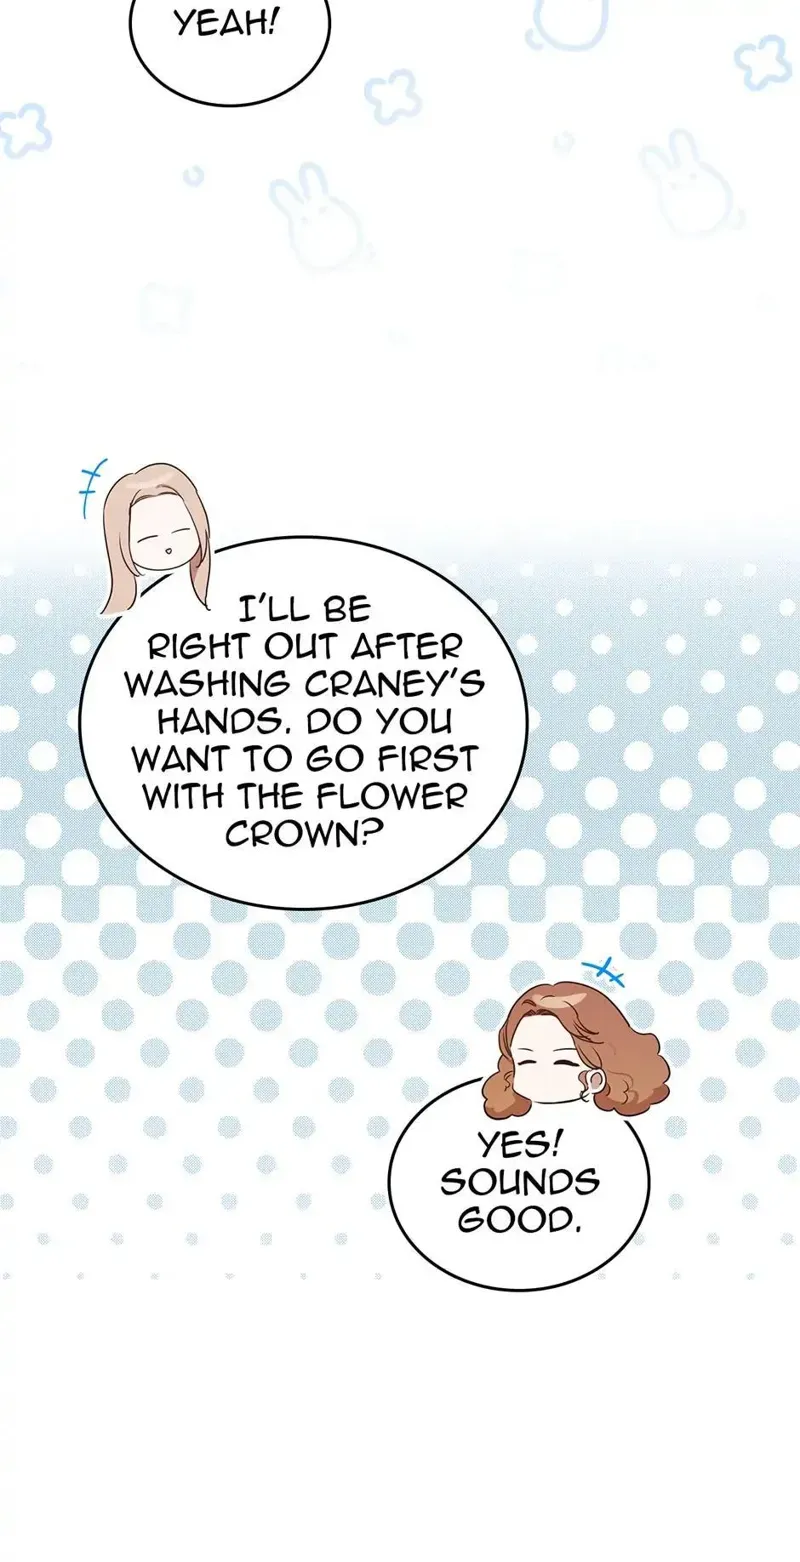 YEAH!
I'LL BE
RIGHT OUT AFTER
WASHING CRANEY'S
HANDS. DO YOU
WANT TO GO FIRST
WITH THE FLOWER
CROWN?
YES!
SOUNDS
GOOD.